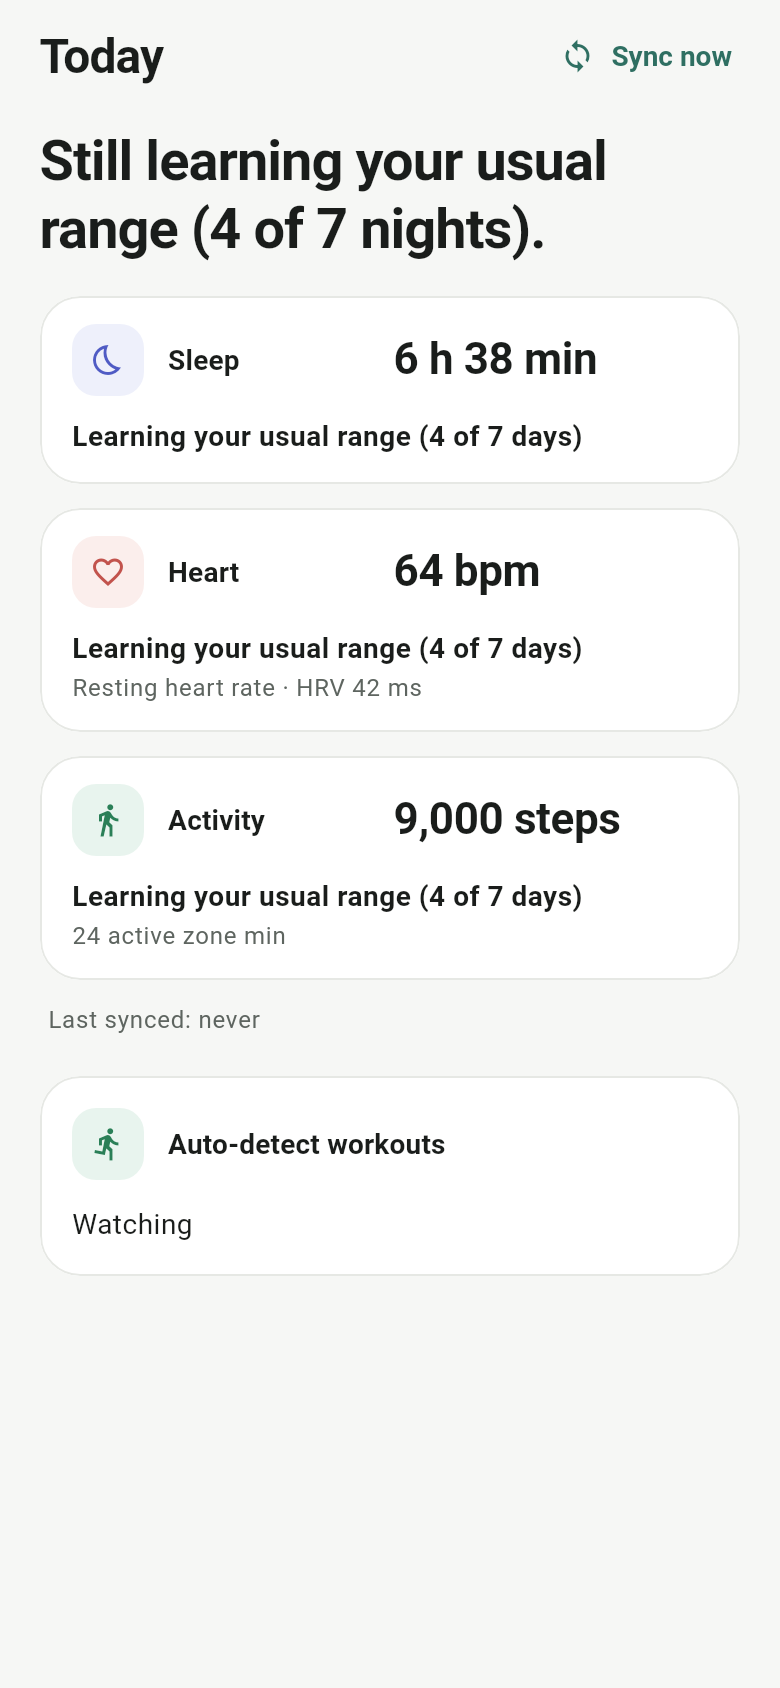 Today
Sync now
Still learning your usual
range (4 of 7 nights).
Sleep
6 h 38 min
Learning your usual range (4 of 7 days)
Heart
64 bpm
Learning your usual range (4 of 7 days)
Resting heart rate · HRV 42 ms
Activity
9,000 steps
Learning your usual range (4 of 7 days)
24 active zone min
Last synced: never
Auto-detect workouts
Watching